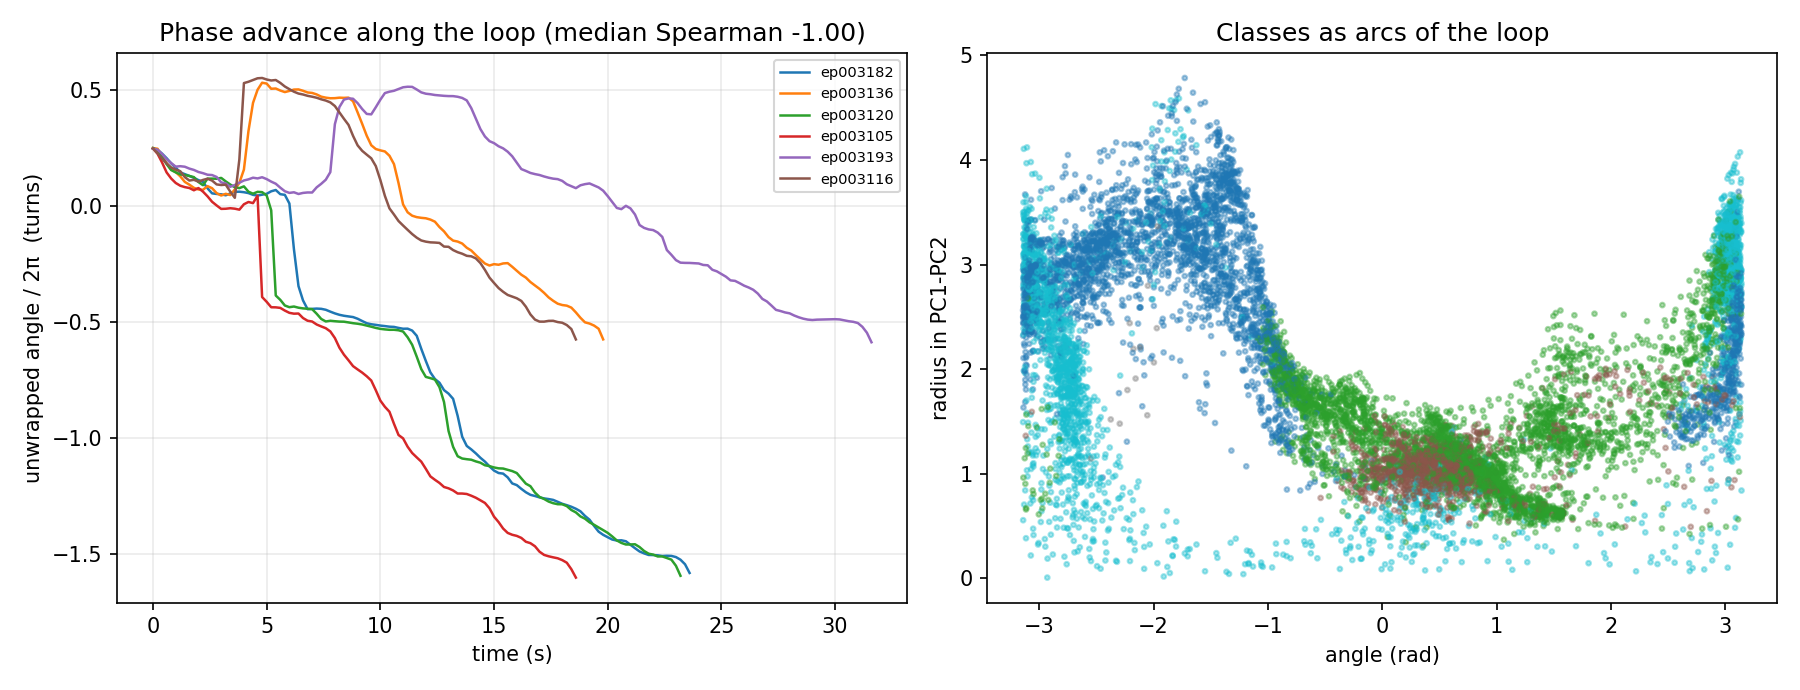 Phase advance along the loop (median Spearman -1.00)
unwrapped angle / 2π (turns)
0.5
0.0
−0.5
−1.0
−1.5
ep003182
ep003136
ep003120
ep003105
ep003193
ep003116
0 5 10 15 20 25 30
time (s)
Classes as arcs of the loop
radius in PC1-PC2
5
4
3
2
1
0
−3 −2 −1 0 1 2 3
angle (rad)